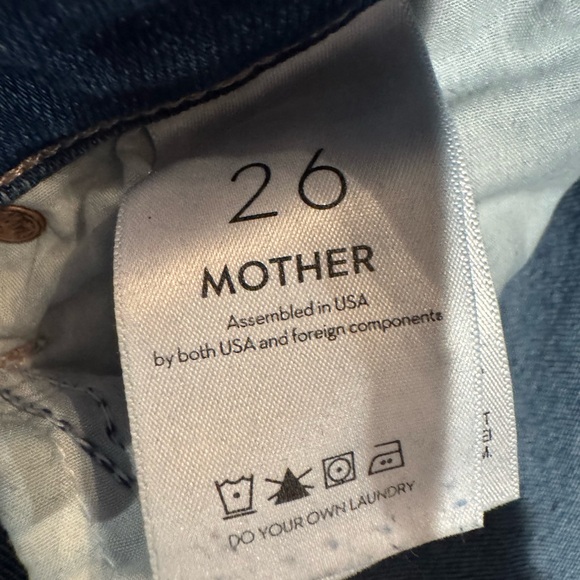 26
MOTHER
Assembled in USA
by both USA and foreign components
DO YOUR OWN LAUNDRY